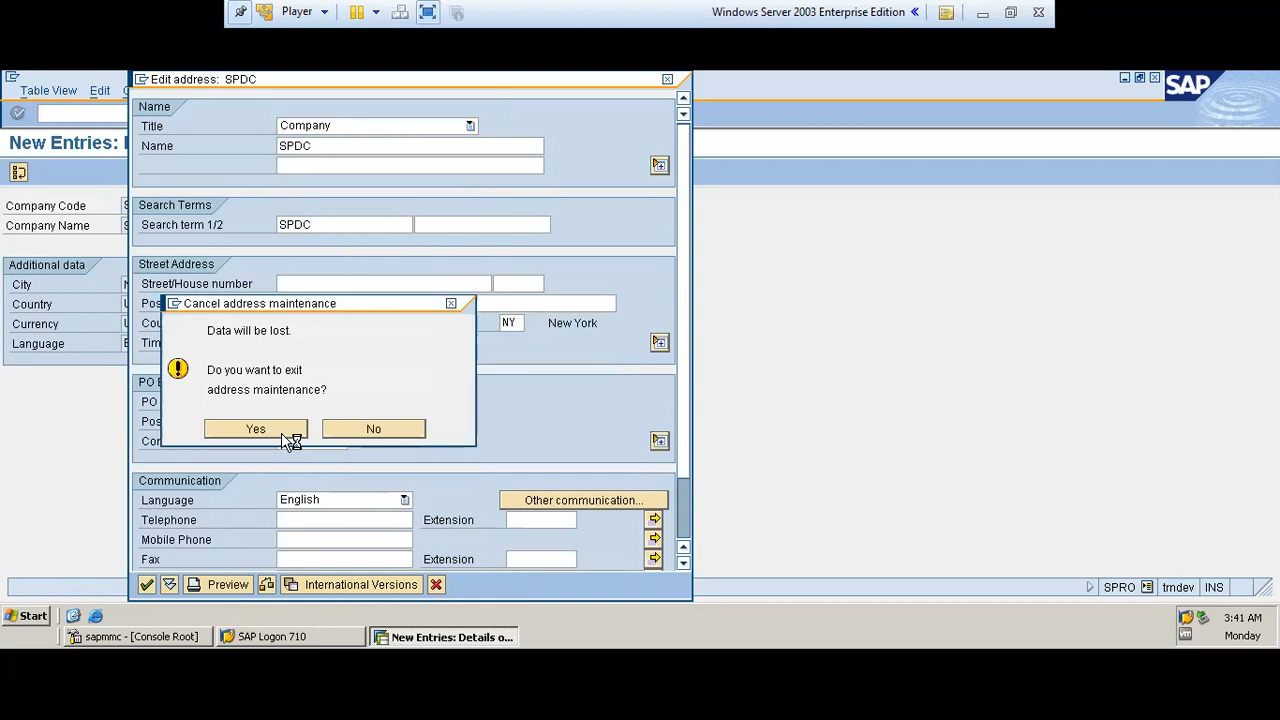 Player
Windows Server 2003 Enterprise Edition
Edit address: SPDC
Table View Edit
SAP
Name
Title Company
New Entries:
Name SPDC
Search Terms
Company Code
Search term 1/2 SPDC
Company Name
Additional data
Street Address
City
Street/House number
Country
Cancel address maintenance
Currency
NY New York
Language
Data will be lost.
Do you want to exit
address maintenance?
PO
Yes No
Communication
Language English Other communication...
Telephone Extension
Mobile Phone
Fax Extension
Preview International Versions
SPRO trndev INS
Start
3:41 AM
sapmmc - [Console Root] SAP Logon 710 New Entries: Details o...
Monday